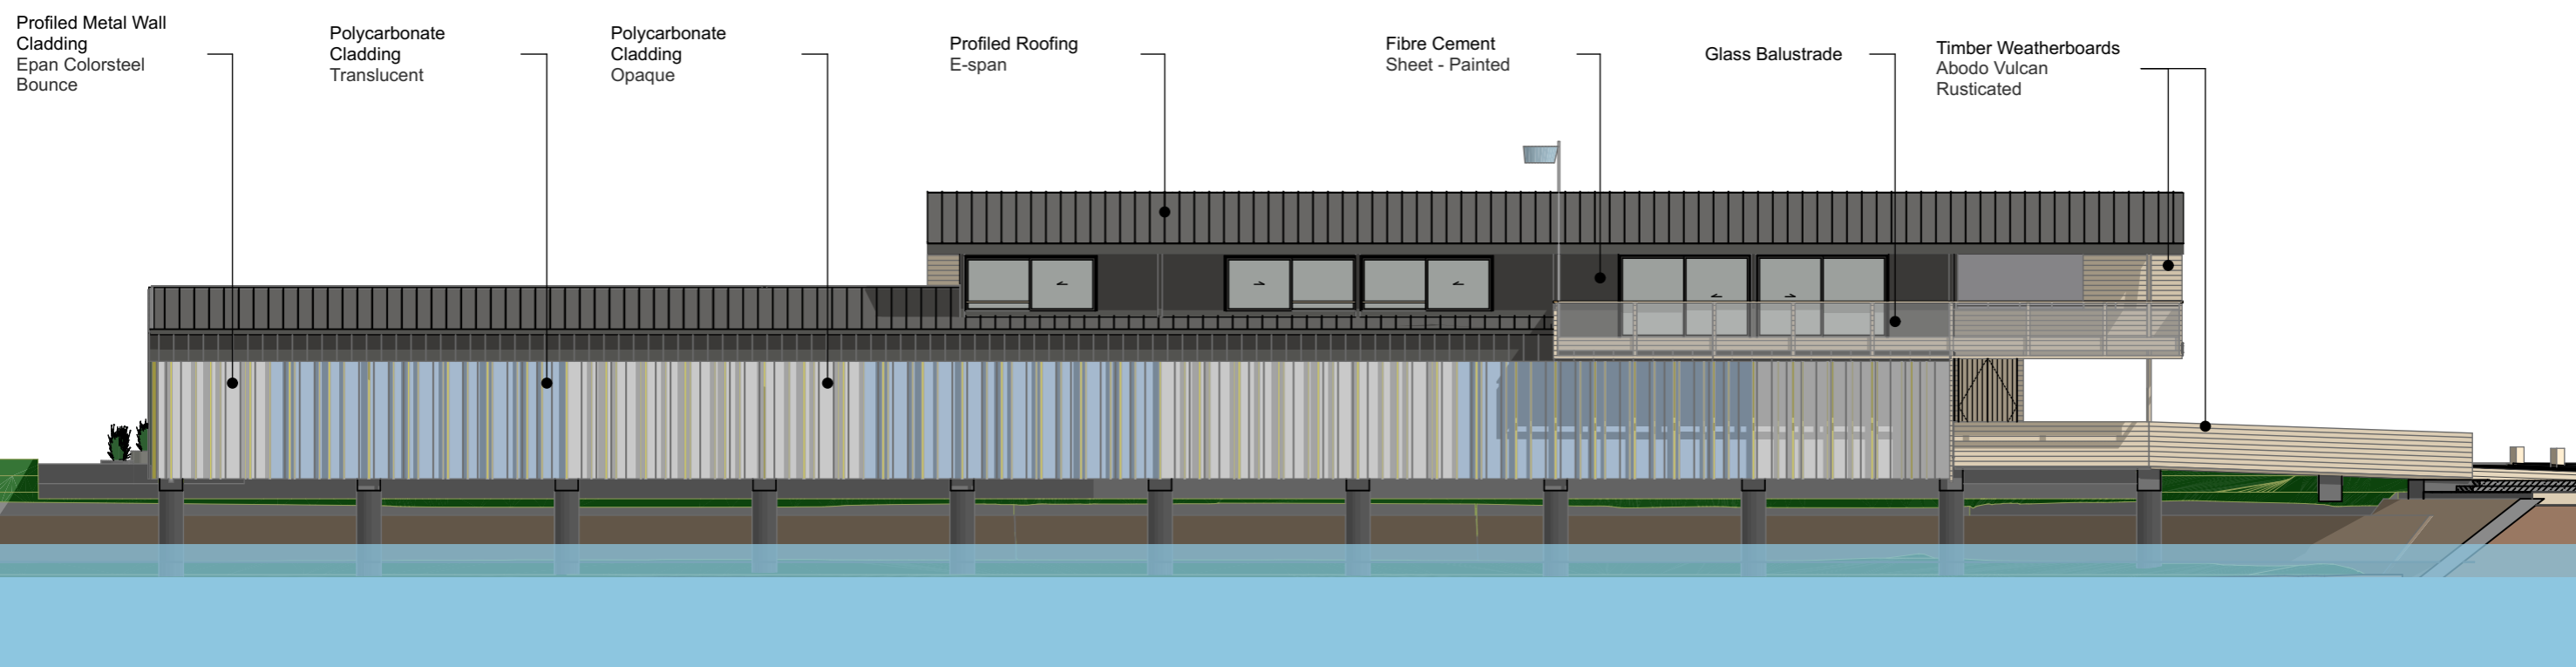 Profiled Metal Wall
Cladding
Epan Colorsteel
Bounce
Polycarbonate
Cladding
Translucent
Polycarbonate
Cladding
Opaque
Profiled Roofing
E-span
Fibre Cement
Sheet - Painted
Glass Balustrade
Timber Weatherboards
Abodo Vulcan
Rusticated